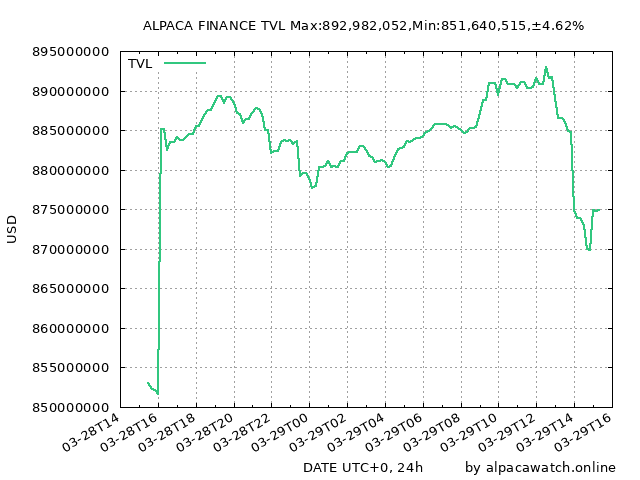 ALPACA FINANCE TVL Max:892,982,052,Min:851,640,515,±4.62%
TVL
895000000
890000000
885000000
880000000
875000000
870000000
865000000
860000000
855000000
850000000
USD
03-28T14
03-28T16
03-28T18
03-28T20
03-28T22
03-29T00
03-29T02
03-29T04
03-29T06
03-29T08
03-29T10
03-29T12
03-29T14
03-29T16
DATE UTC+0, 24h
by alpacawatch.online